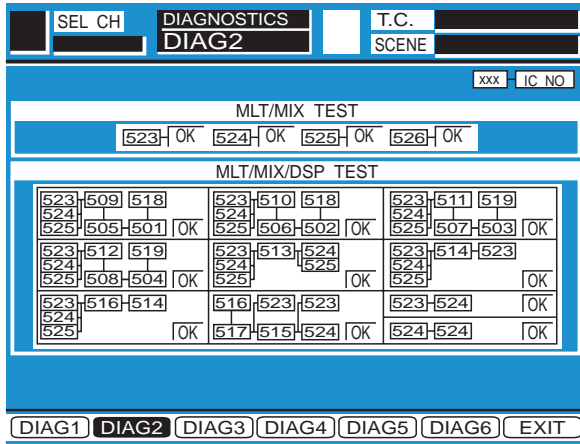 SEL CH DIAGNOSTICS T.C.
DIAG2 SCENE
xxx IC NO
MLT/MIX TEST
523 OK 524 OK 525 OK 526 OK
MLT/MIX/DSP TEST
523 509 518 523 510 518 523 511 519
524 524 524
525 505 501 OK 525 506 502 OK 525 507 503 OK
523 512 519 523 513 524 523 514 523
524 524 525 524
525 508 504 OK 525 OK 525 OK
523 516 514 516 523 523 523 524 OK
524
525 OK 517 515 524 OK 524 524 OK
DIAG1 DIAG2 DIAG3 DIAG4 DIAG5 DIAG6 EXIT